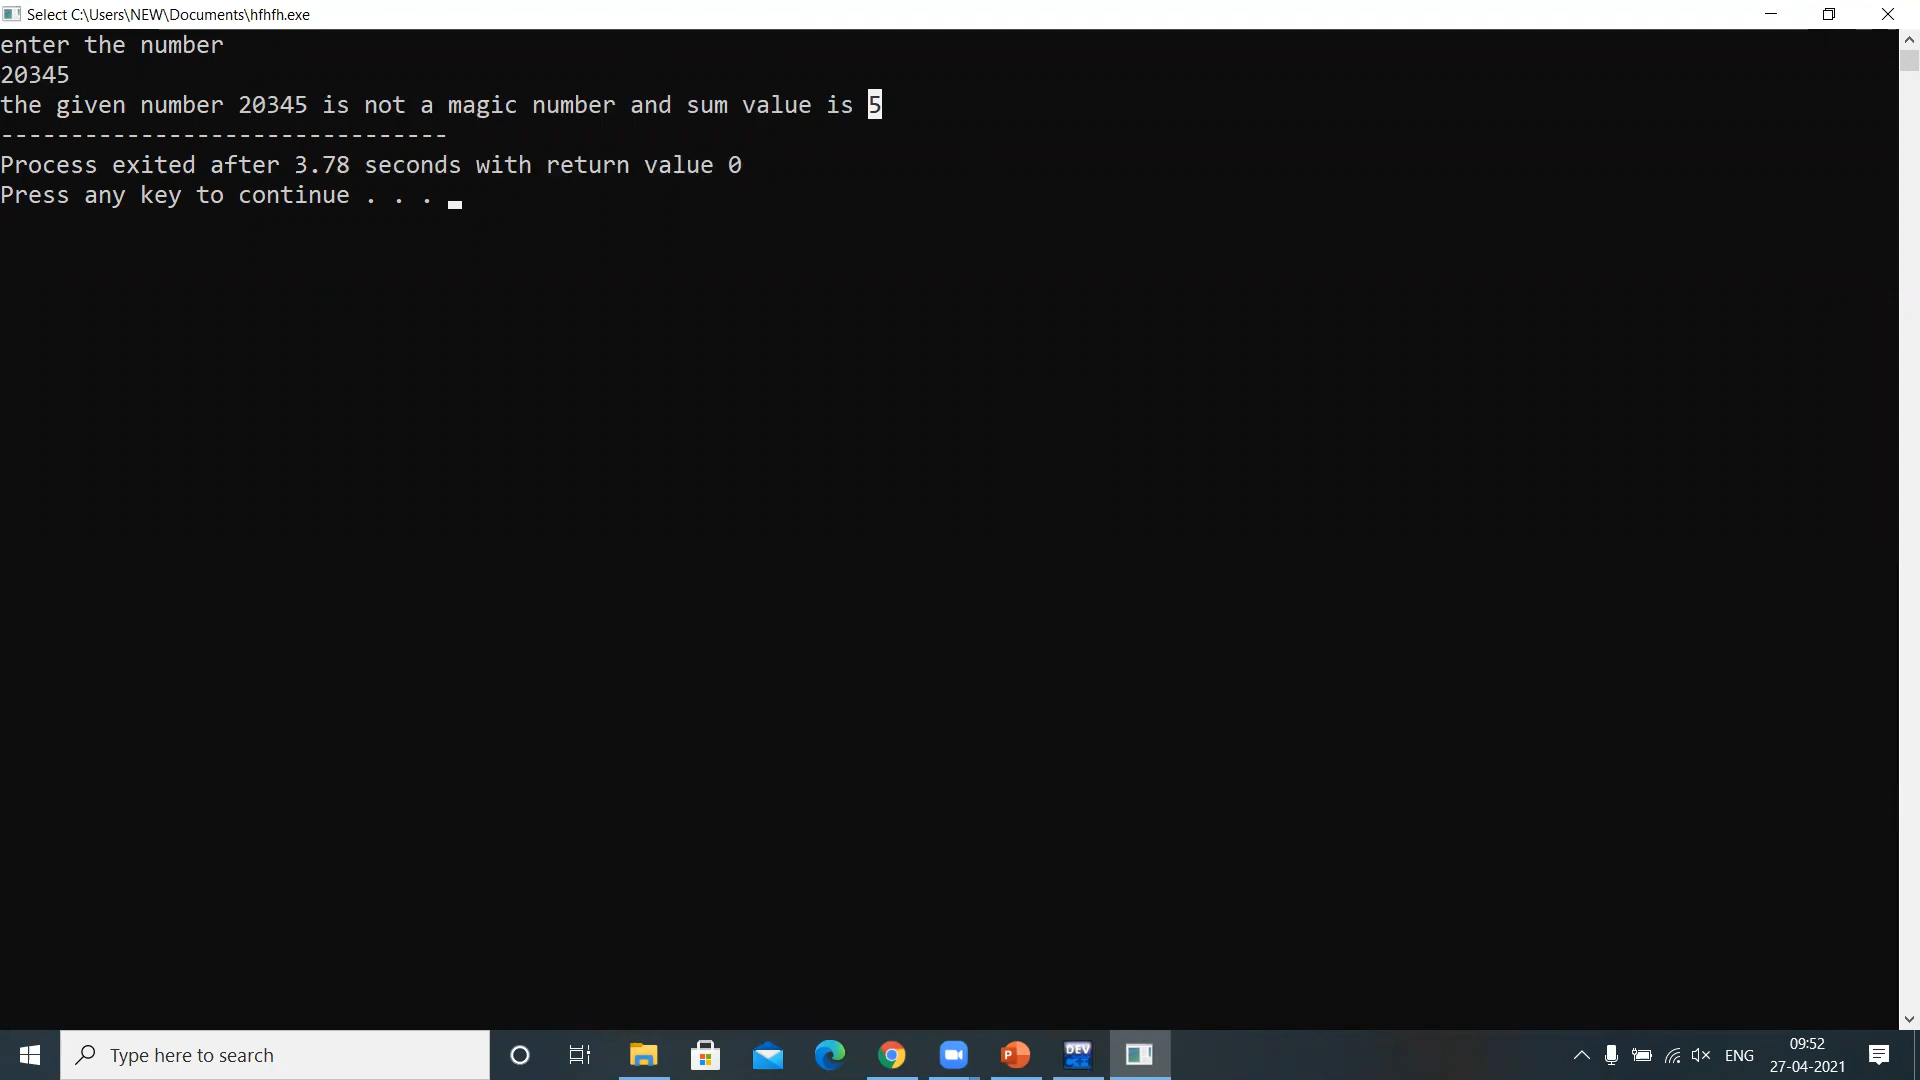 Select C:\Users\NEW\Documents\hfhfh.exe
enter the number
20345
the given number 20345 is not a magic number and sum value is 5
--------------------------------
Process exited after 3.78 seconds with return value 0
Press any key to continue . . .
Type here to search
P
DEV
ENG
09:52
27-04-2021